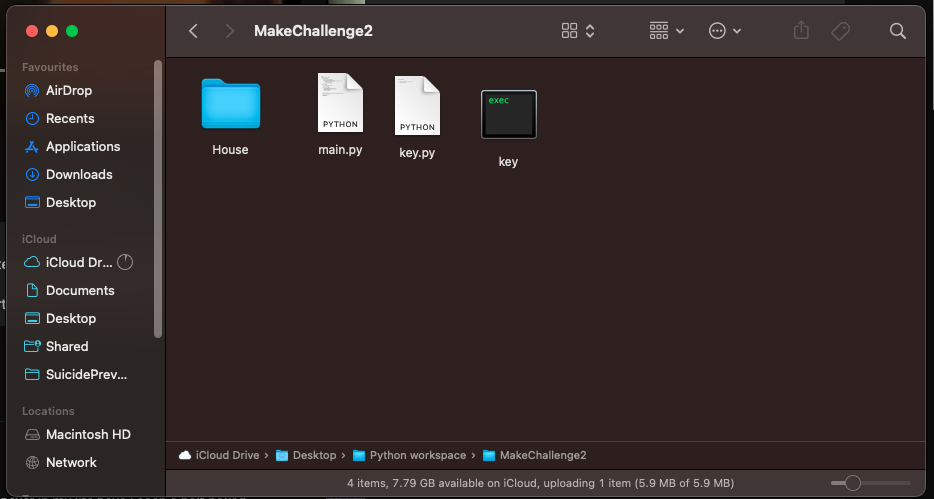 MakeChallenge2
Favourites
AirDrop
Recents
Applications
Downloads
Desktop
iCloud
iCloud Dr...
Documents
Desktop
Shared
SuicidePrev...
Locations
Macintosh HD
Network
PYTHON
PYTHON
exec
House
main.py
key.py
key
iCloud Drive › Desktop › Python workspace › MakeChallenge2
4 items, 7.79 GB available on iCloud, uploading 1 item (5.9 MB of 5.9 MB)